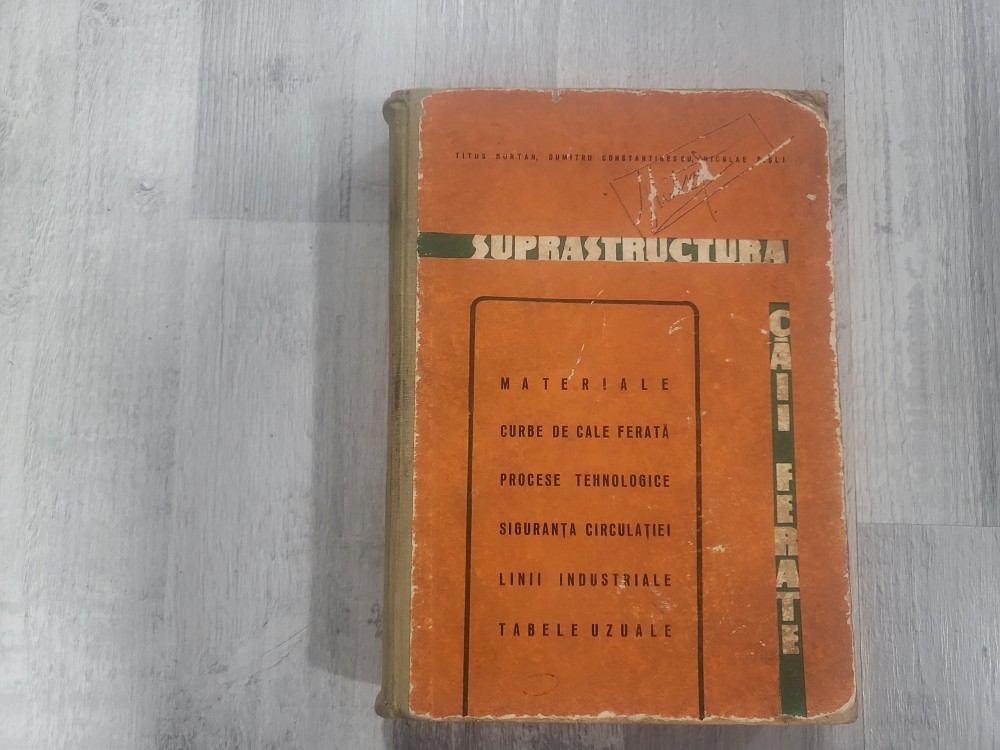 TITUS BURTAN, DUMITRU CONSTANTINESCU, NICOLAE
SUPRASTRUCTURA
CĂII FERATE
MATERIALE
CURBE DE CALE FERATĂ
PROCESE TEHNOLOGICE
SIGURANȚA CIRCULAȚIEI
LINII INDUSTRIALE
TABELE UZUALE